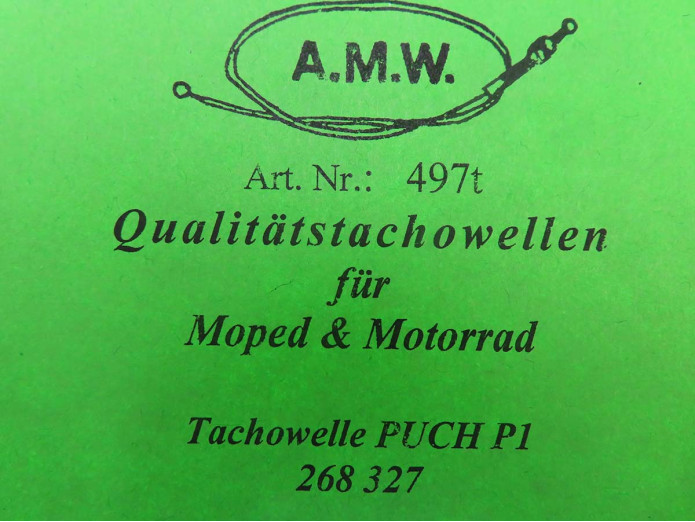 A.M.W.
Art. Nr.: 497t
Qualitätstachowellen
für
Moped & Motorrad
Tachowelle PUCH P1
268 327